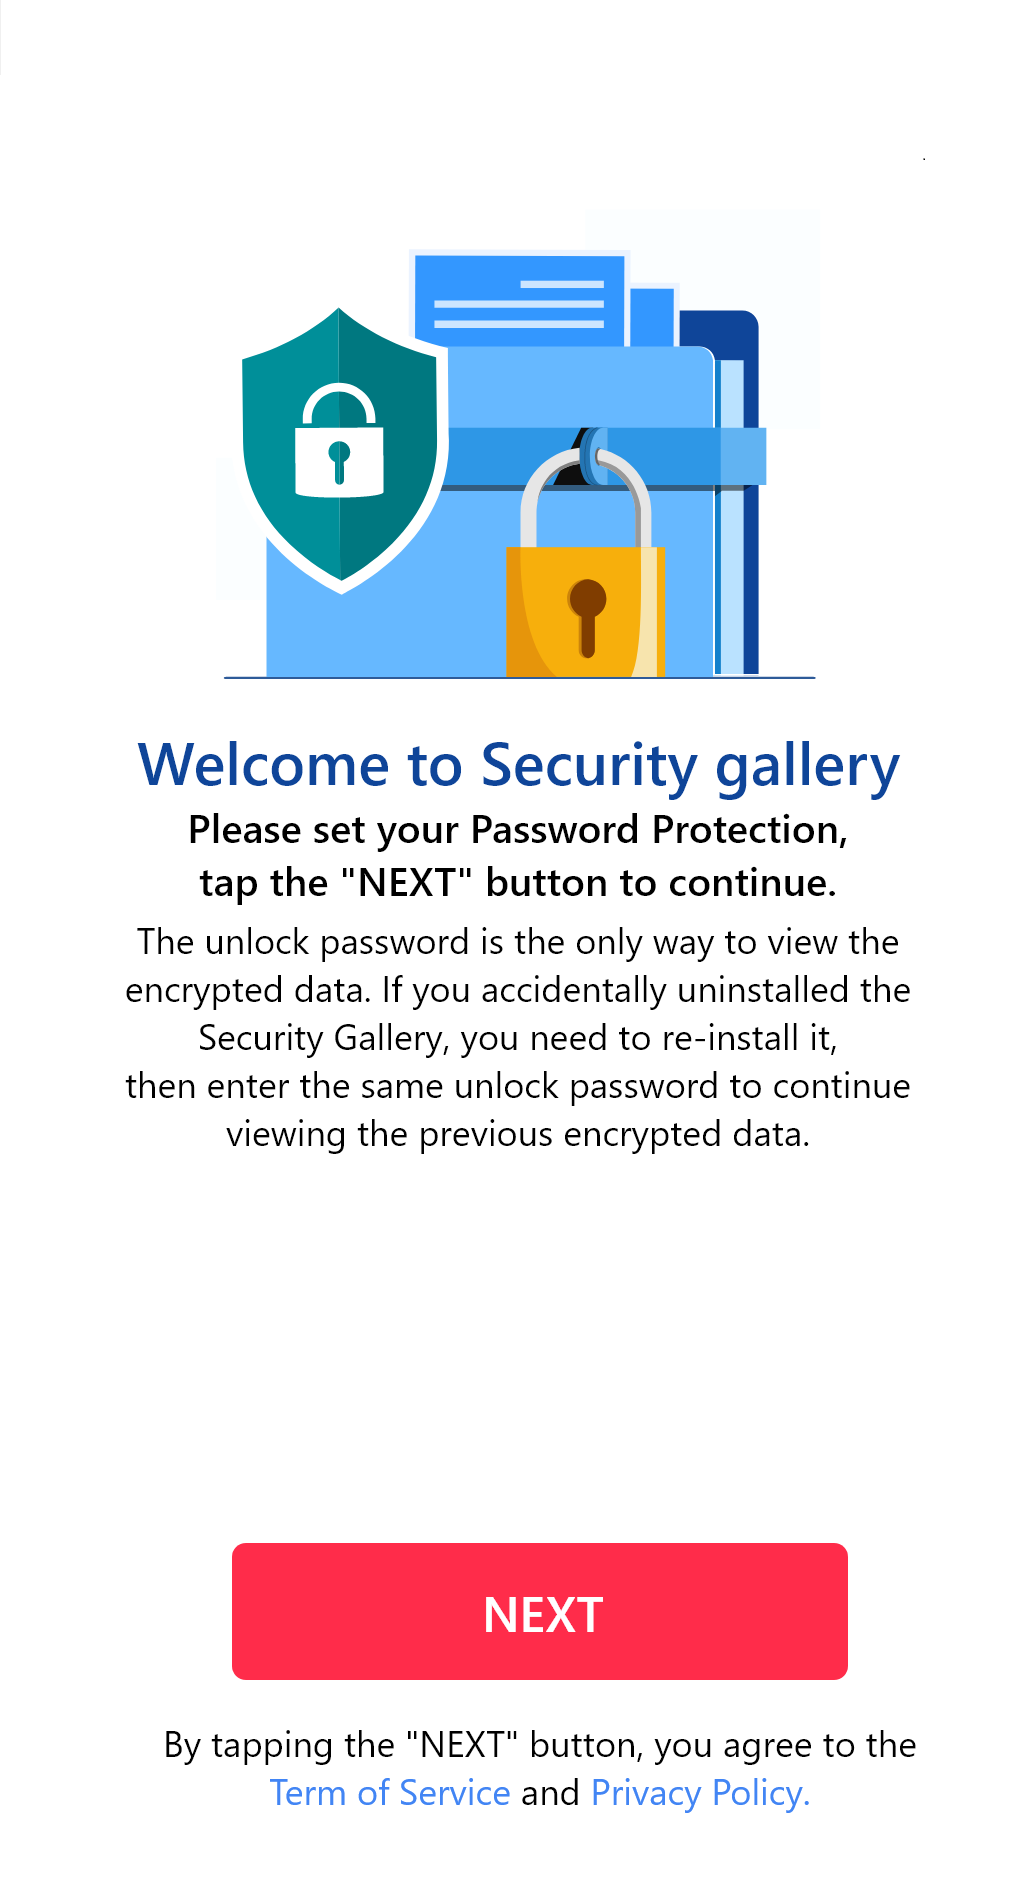 Welcome to Security gallery
Please set your Password Protection,
tap the "NEXT" button to continue.
The unlock password is the only way to view the
encrypted data. If you accidentally uninstalled the
Security Gallery, you need to re-install it,
then enter the same unlock password to continue
viewing the previous encrypted data.
NEXT
By tapping the "NEXT" button, you agree to the
Term of Service and Privacy Policy.